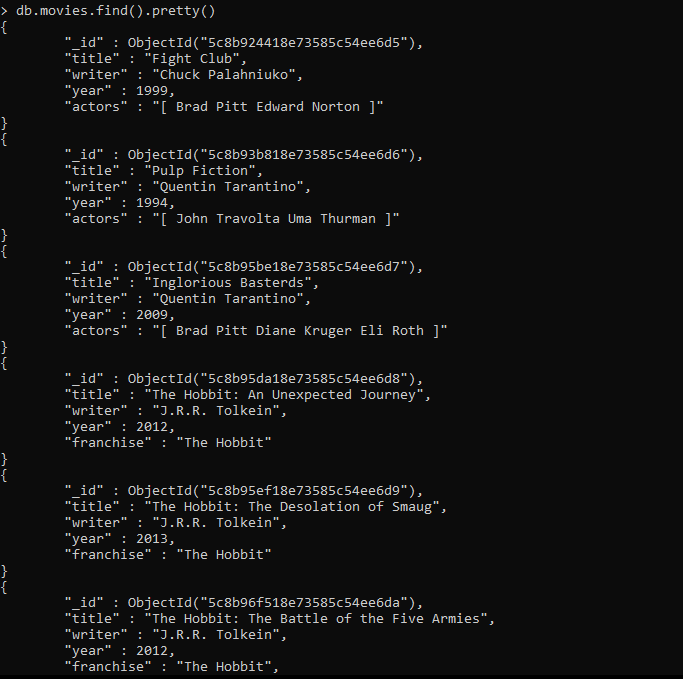 > db.movies.find().pretty()
{
"_id" : ObjectId("5c8b924418e73585c54ee6d5"),
"title" : "Fight Club",
"writer" : "Chuck Palahniuko",
"year" : 1999,
"actors" : "[ Brad Pitt Edward Norton ]"
}
{
"_id" : ObjectId("5c8b93b818e73585c54ee6d6"),
"title" : "Pulp Fiction",
"writer" : "Quentin Tarantino",
"year" : 1994,
"actors" : "[ John Travolta Uma Thurman ]"
}
{
"_id" : ObjectId("5c8b95be18e73585c54ee6d7"),
"title" : "Inglorious Basterds",
"writer" : "Quentin Tarantino",
"year" : 2009,
"actors" : "[ Brad Pitt Diane Kruger Eli Roth ]"
}
{
"_id" : ObjectId("5c8b95da18e73585c54ee6d8"),
"title" : "The Hobbit: An Unexpected Journey",
"writer" : "J.R.R. Tolkein",
"year" : 2012,
"franchise" : "The Hobbit"
}
{
"_id" : ObjectId("5c8b95ef18e73585c54ee6d9"),
"title" : "The Hobbit: The Desolation of Smaug",
"writer" : "J.R.R. Tolkein",
"year" : 2013,
"franchise" : "The Hobbit"
}
{
"_id" : ObjectId("5c8b96f518e73585c54ee6da"),
"title" : "The Hobbit: The Battle of the Five Armies",
"writer" : "J.R.R. Tolkein",
"year" : 2012,
"franchise" : "The Hobbit",